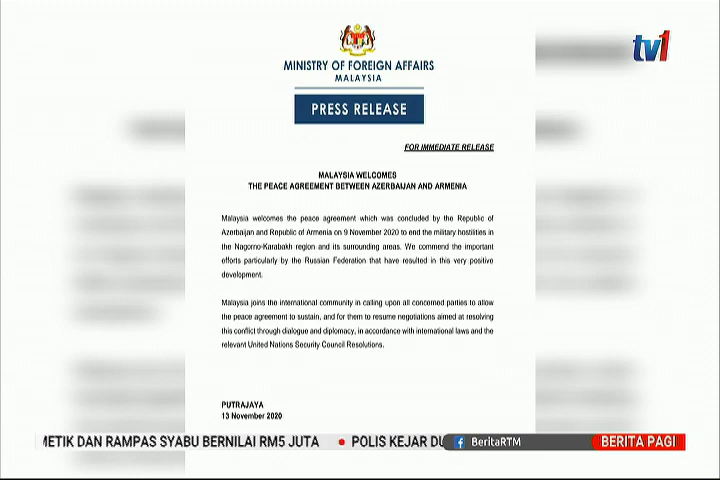 tv1
MINISTRY OF FOREIGN AFFAIRS
MALAYSIA
PRESS RELEASE
FOR IMMEDIATE RELEASE
MALAYSIA WELCOMES
THE PEACE AGREEMENT BETWEEN AZERBAIJAN AND ARMENIA
Malaysia welcomes the peace agreement which was concluded by the Republic of
Azerbaijan and Republic of Armenia on 9 November 2020 to end the military hostilities in
the Nagorno-Karabakh region and its surrounding areas. We commend the important
efforts particularly by the Russian Federation that have resulted in this very positive
development.
Malaysia joins the international community in calling upon all concerned parties to allow
the peace agreement to sustain, and for them to resume negotiations aimed at resolving
this conflict through dialogue and diplomacy, in accordance with international laws and the
relevant United Nations Security Council Resolutions.
PUTRAJAYA
13 November 2020
METIK DAN RAMPAS SYABU BERNILAI RM5 JUTA • POLIS KEJAR DU BeritaRTM BERITA PAGI